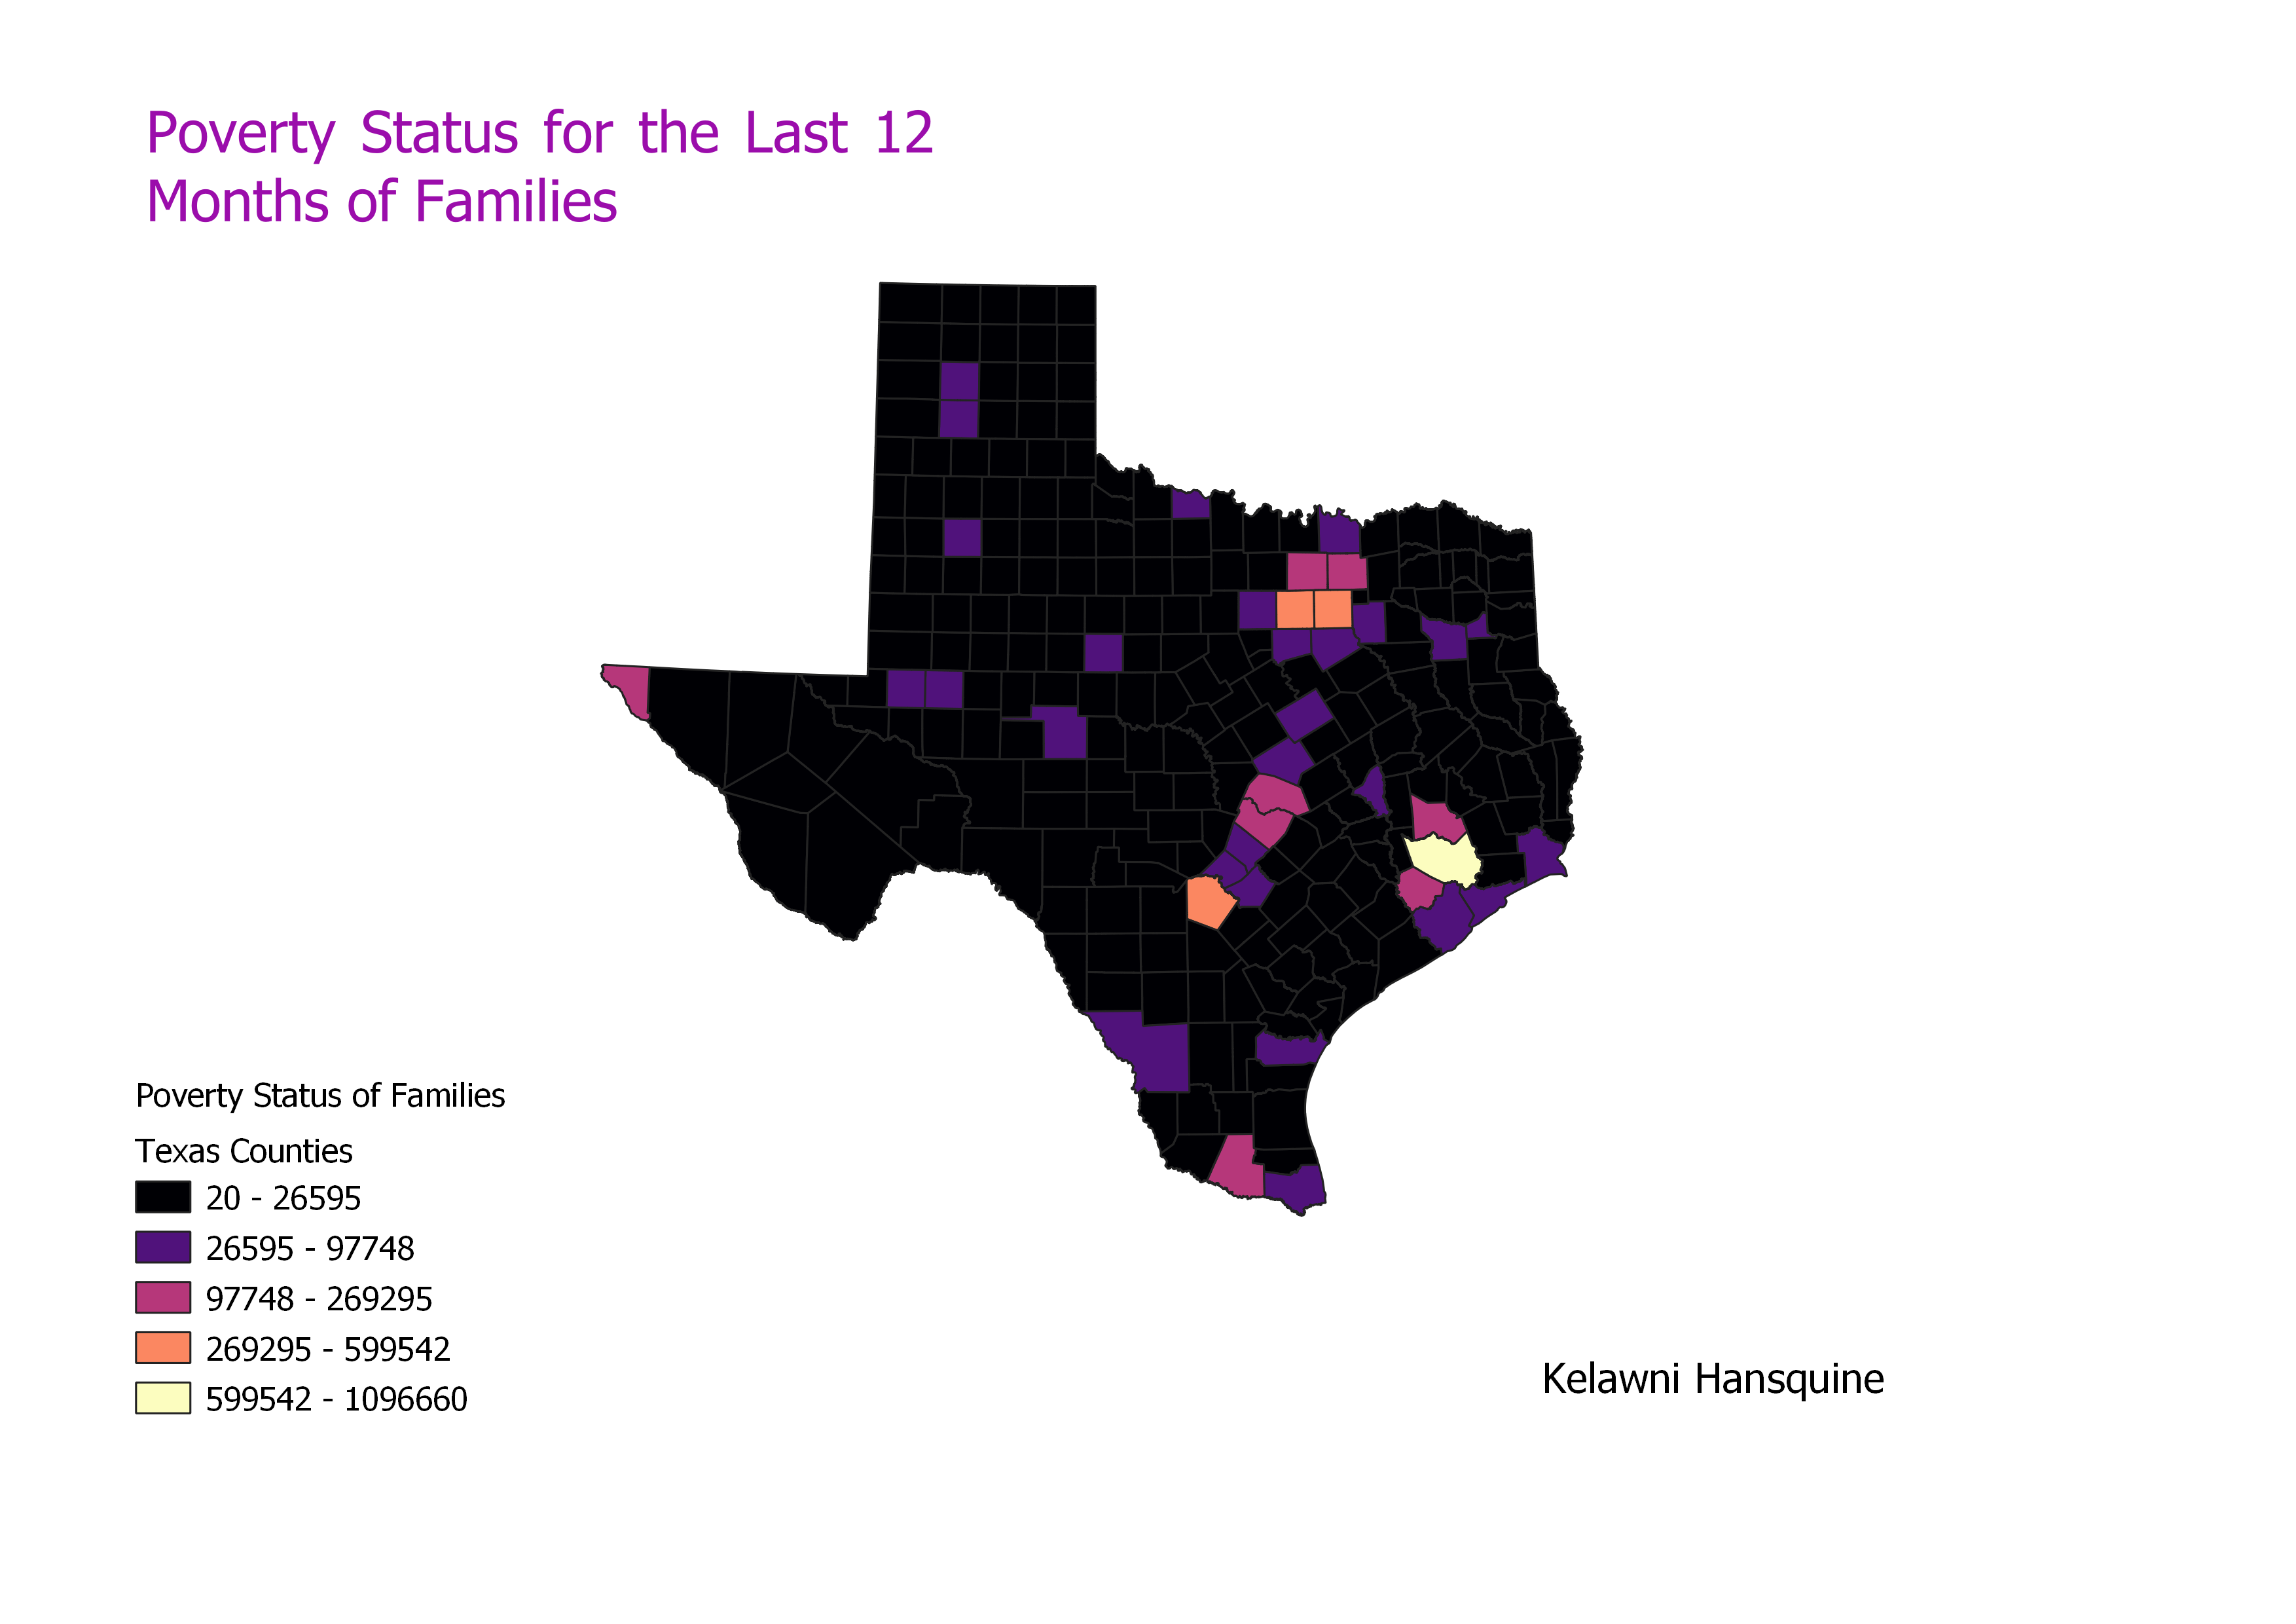 Poverty Status for the Last 12
Months of Families
Poverty Status of Families
Texas Counties
20 - 26595
26595 - 97748
97748 - 269295
269295 - 599542
599542 - 1096660
Kelawni Hansquine